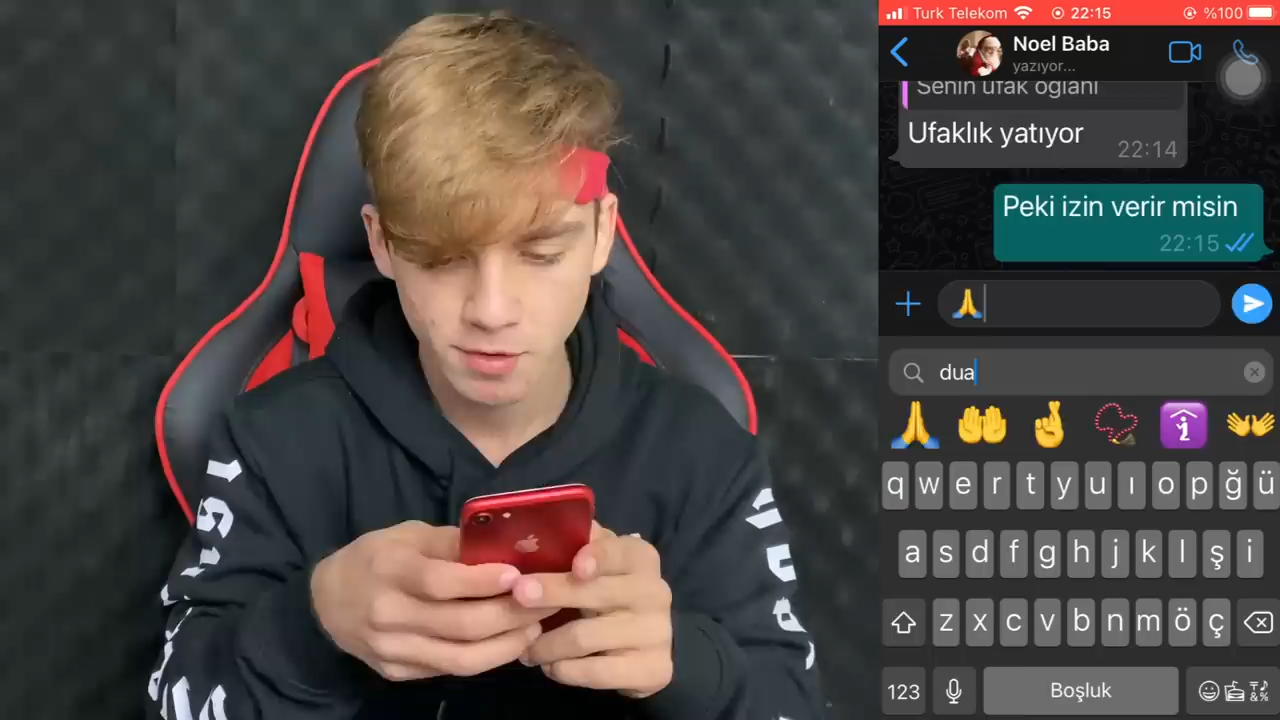 Turk Telekom 22:15 %100
Noel Baba
yazıyor...
Senin ufak oğlanı
Ufaklık yatıyor
22:14
Peki izin verir misin
22:15
dua
q w e r t y u ı o p ğ ü
a s d f g h j k l ş i
z x c v b n m ö ç
123 Boşluk